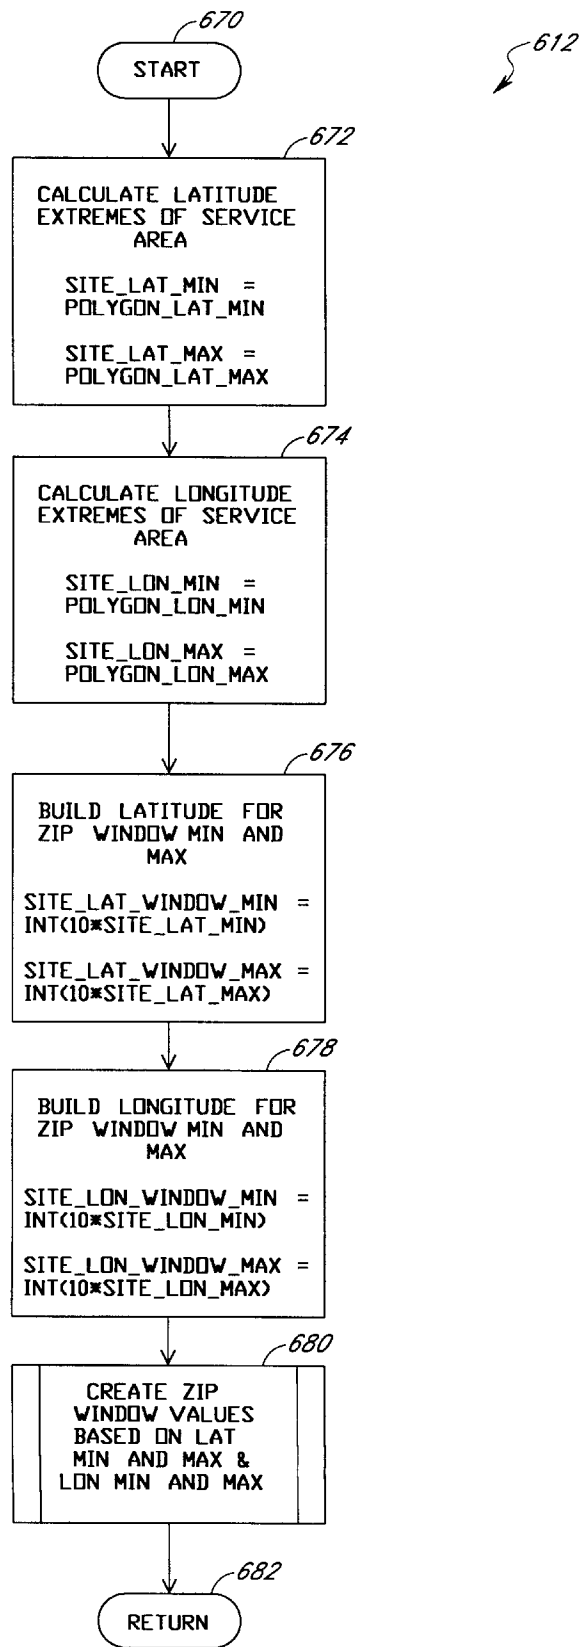 670
START
612
672
CALCULATE LATITUDE
EXTREMES OF SERVICE
AREA
SITE_LAT_MIN =
POLYGON_LAT_MIN
SITE_LAT_MAX =
POLYGON_LAT_MAX
674
CALCULATE LONGITUDE
EXTREMES OF SERVICE
AREA
SITE_LON_MIN =
POLYGON_LON_MIN
SITE_LON_MAX =
POLYGON_LON_MAX
676
BUILD LATITUDE FOR
ZIP WINDOW MIN AND
MAX
SITE_LAT_WINDOW_MIN =
INT(10*SITE_LAT_MIN)
SITE_LAT_WINDOW_MAX =
INT(10*SITE_LAT_MAX)
678
BUILD LONGITUDE FOR
ZIP WINDOW MIN AND
MAX
SITE_LON_WINDOW_MIN =
INT(10*SITE_LON_MIN)
SITE_LON_WINDOW_MAX =
INT(10*SITE_LON_MAX)
680
CREATE ZIP
WINDOW VALUES
BASED ON LAT
MIN AND MAX &
LON MIN AND MAX
682
RETURN